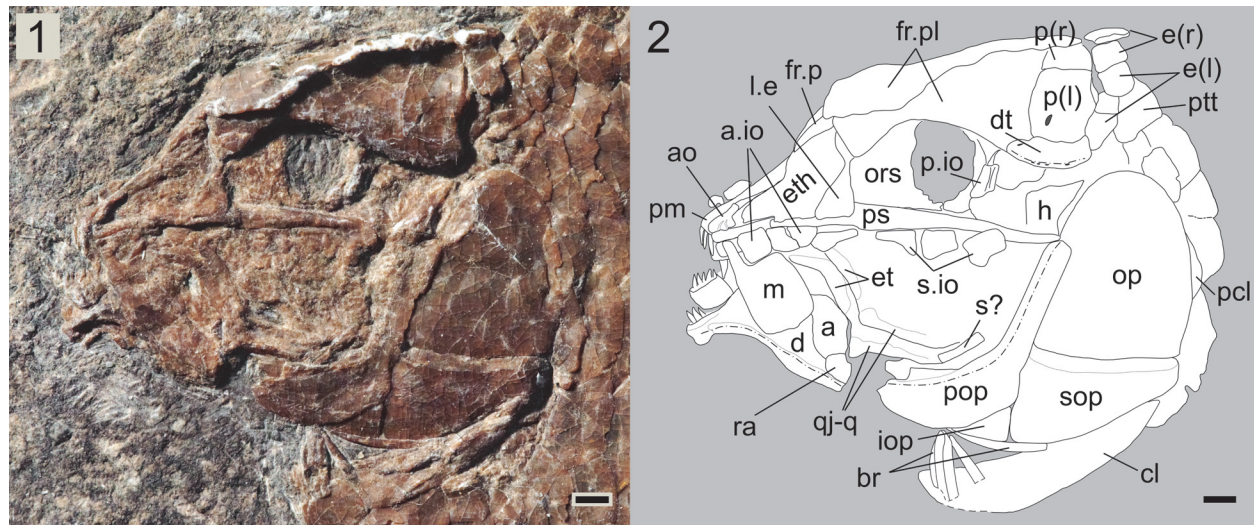 1
2
fr.pl
p(r)
e(r)
fr.p
e(l)
l.e
p(l)
ptt
a.io
dt
ao
p.io
eth
ors
pm
h
ps
op
et
m
s.io
pcl
s?
a
d
pop
sop
ra
qj-q
iop
br
cl